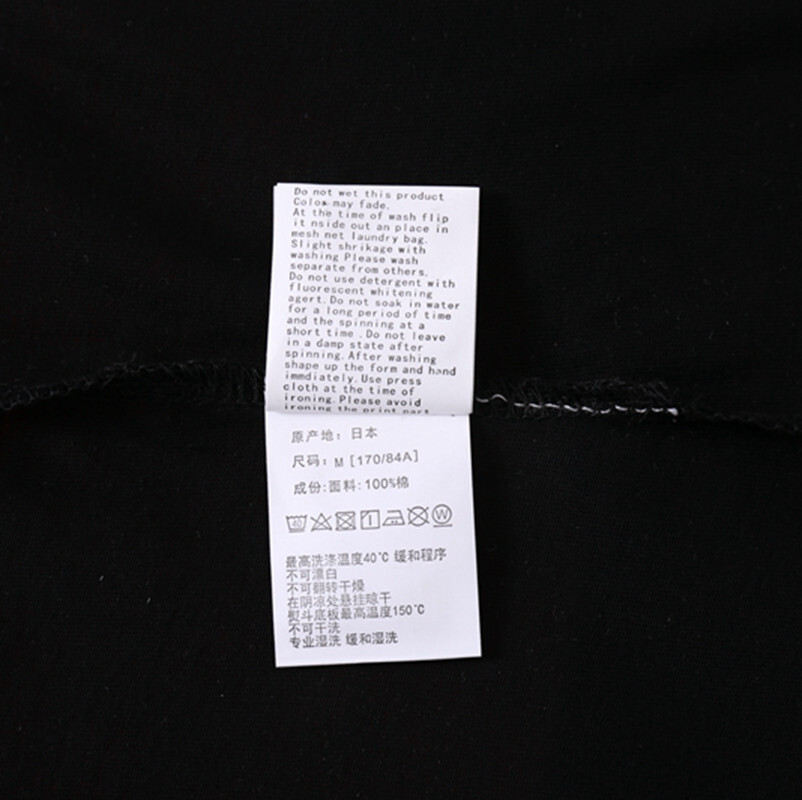 Do not wet this product
Color may fade.
At the time of wash flip
it nside out an place in
mesh net laundry bag.
Slight shrikage with
washing Please wash
separate from others.
Do not use detergent with
fluorescent whitening
agert. Do not soak in water
for a long period of time
and the spinning at a
short time .Do not leave
in a damp state after
spinning. After washing
shape up the form and hand
immdiately. Use press
cloth at the time of
ironing. Please avoid
ironing the print part
原产地: 日本
尺码: M [170/84A]
成份:面料:100%棉
40 W
最高洗涤温度40℃ 缓和程序
不可漂白
不可翻转干燥
在阴凉处悬挂晾干
熨斗底板最高温度150℃
不可干洗
专业湿洗 缓和湿洗